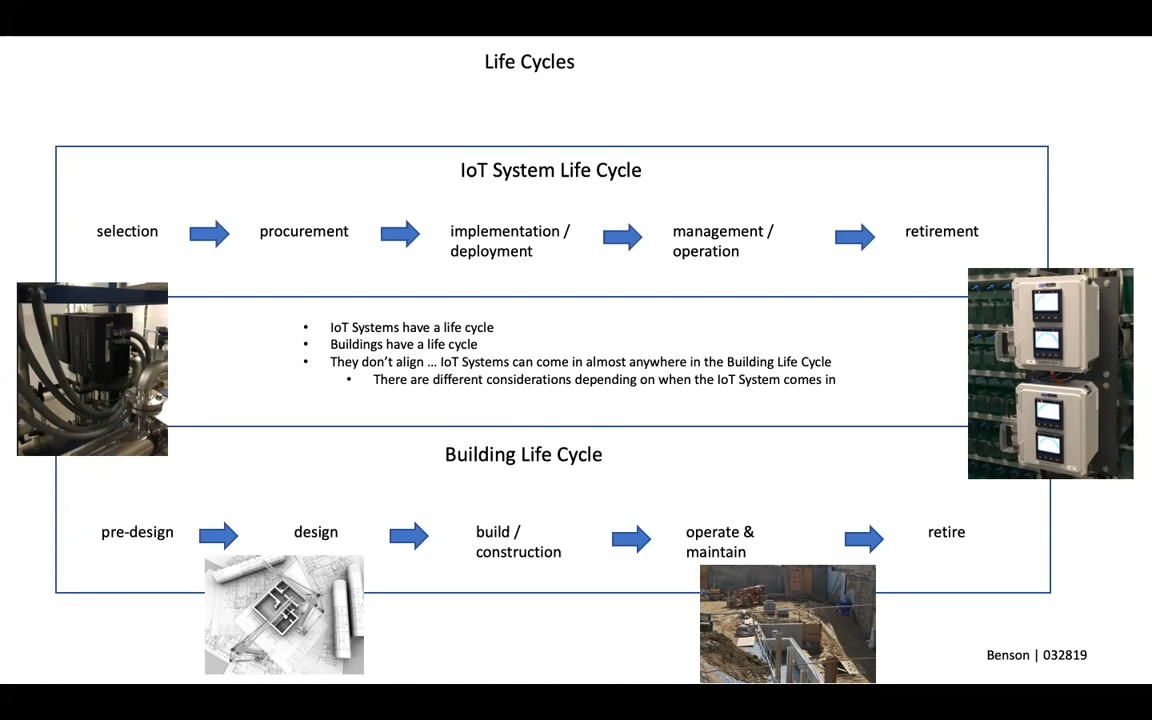 Life Cycles
IoT System Life Cycle
selection
procurement
implementation /
deployment
management /
operation
retirement
• IoT Systems have a life cycle
• Buildings have a life cycle
• They don’t align … IoT Systems can come in almost anywhere in the Building Life Cycle
• There are different considerations depending on when the IoT System comes in
Building Life Cycle
pre-design
design
build /
construction
operate &
maintain
retire
Benson | 032819